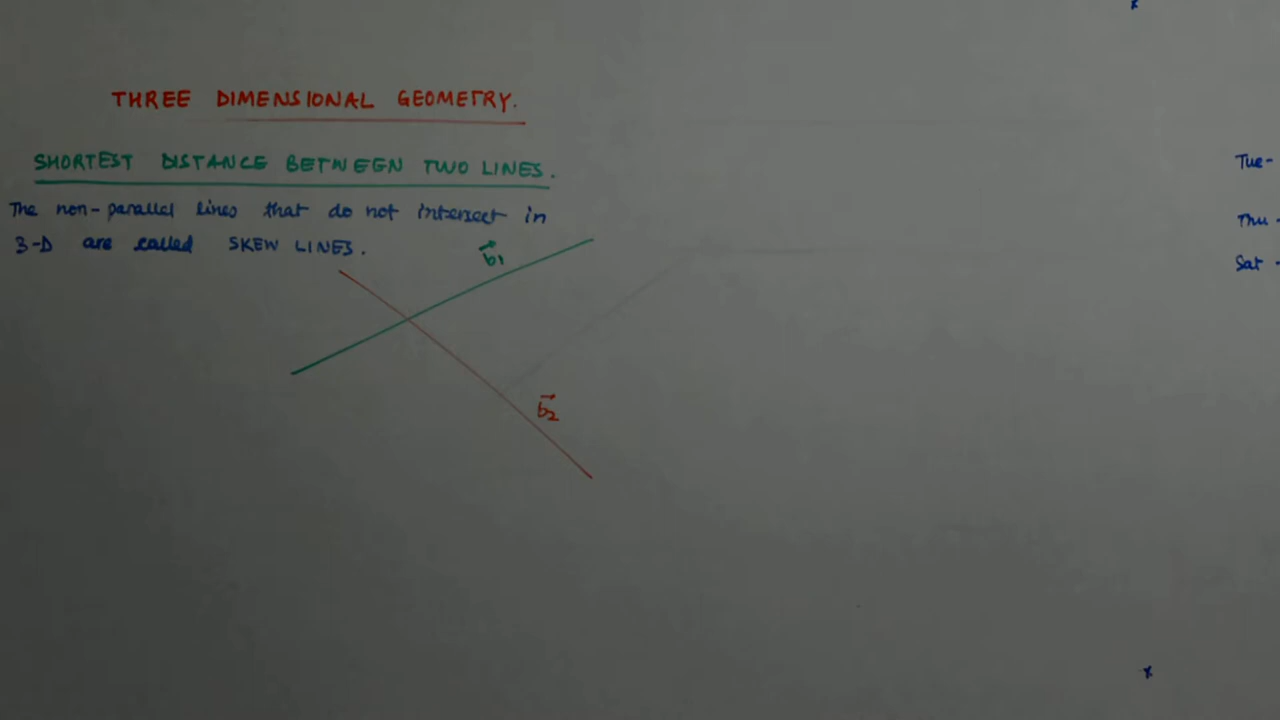 THREE DIMENSIONAL GEOMETRY.
SHORTEST DISTANCE BETWEEN TWO LINES.
The non-parallel lines that do not intersect in
3-D are called SKEW LINES.
b⃗₁
b⃗₂
Tue-
Thu -
Sat -
x
x